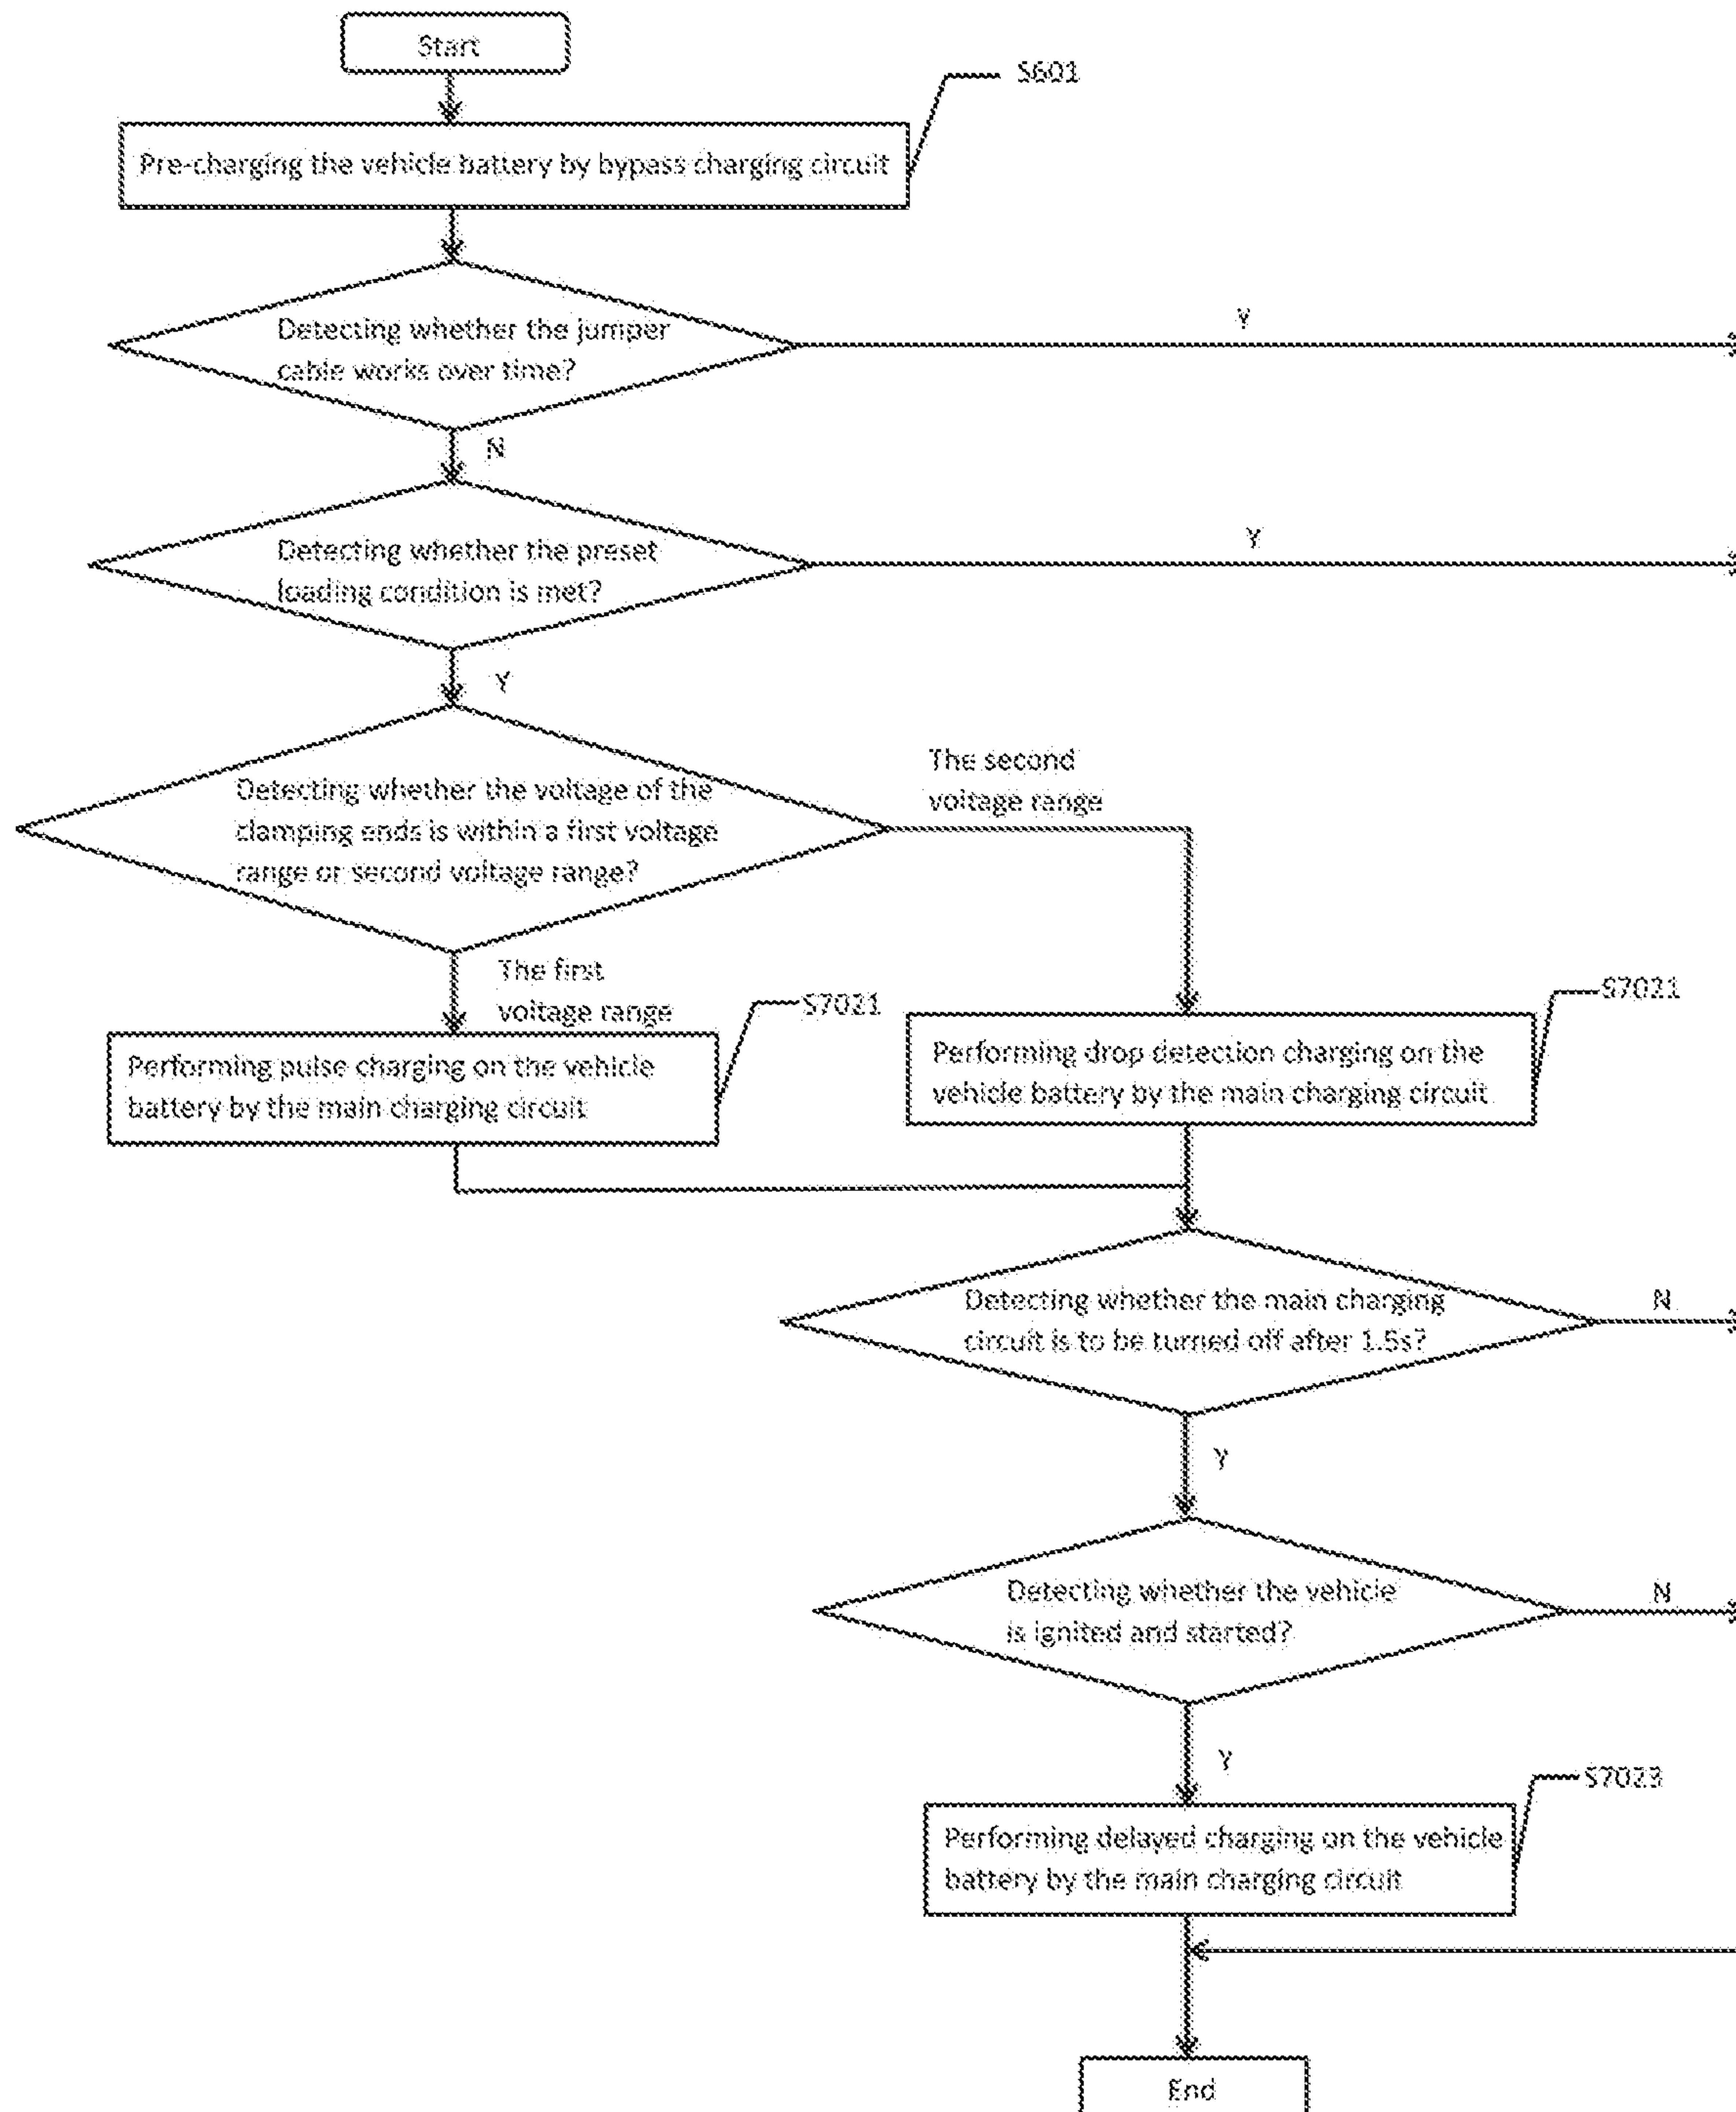 Start
S601
Pre-charging the vehicle battery by bypass charging circuit
Detecting whether the jumper
cable works over time?
Y
N
Detecting whether the preset
loading condition is met?
Y
Y
Detecting whether the voltage of the
clamping ends is within a first voltage
range or second voltage range?
The second
voltage range
The first
voltage range
S7021
Performing pulse charging on the vehicle
battery by the main charging circuit
S7021
Performing drop detection charging on the
vehicle battery by the main charging circuit
Detecting whether the main charging
circuit is to be turned off after 1.5s?
N
Y
Detecting whether the vehicle
is ignited and started?
N
Y
S7023
Performing delayed charging on the vehicle
battery by the main charging circuit
End